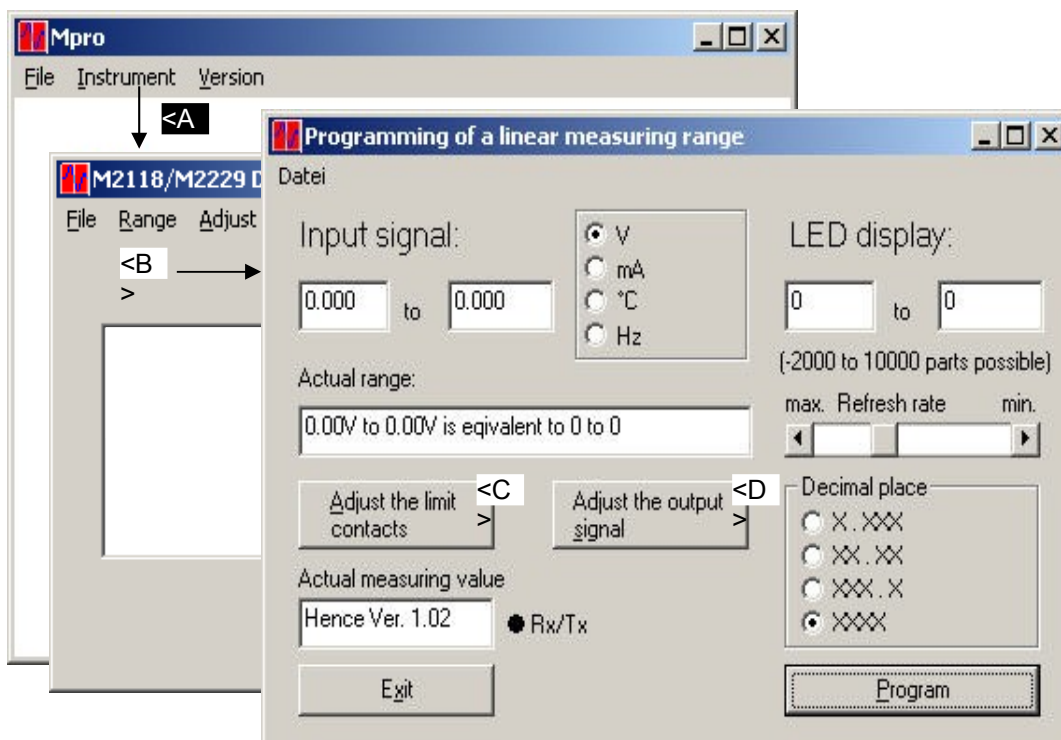 Mpro
File Instrument Version
<A
M2118/M2229 D
File Range Adjust
<B
>
Programming of a linear measuring range
Datei
Input signal:
0.000 to 0.000
V
mA
°C
Hz
LED display:
0 to 0
(-2000 to 10000 parts possible)
max. Refresh rate min.
Actual range:
0.00V to 0.00V is eqivalent to 0 to 0
Adjust the limit
contacts
<C
>
Adjust the output
signal
<D
>
Decimal place
X.XXX
XX.XX
XXX.X
XXXX
Actual measuring value
Hence Ver. 1.02
Rx/Tx
Exit
Program